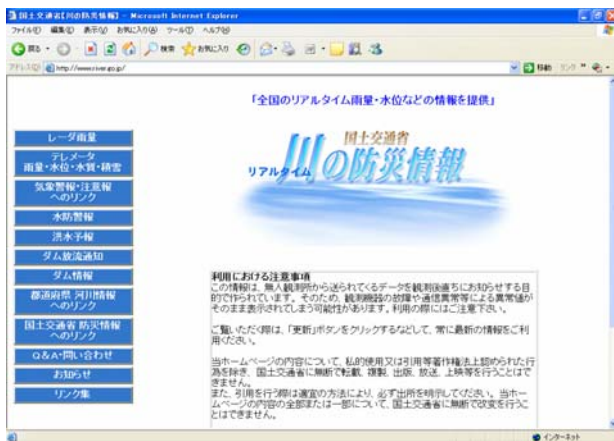 国土交通省【川の防災情報】 - Microsoft Internet Explorer
ファイル(F) 編集(E) 表示(V) お気に入り(A) ツール(T) ヘルプ(H)
戻る 検索 お気に入り
アドレス(D) http://www.river.go.jp/ 移動 リンク
「全国のリアルタイム雨量・水位などの情報を提供」
国土交通省
リアルタイム 川の防災情報
レーダ雨量
テレメータ
雨量・水位・水質・積雪
気象警報・注意報
へのリンク
水防警報
洪水予報
ダム放流通知
ダム情報
都道府県 河川情報
へのリンク
国土交通省 防災情報
へのリンク
Q&A・問い合わせ
お知らせ
リンク集
利用における注意事項
この情報は、無人観測所から送られてくるデータを観測後直ちにお知らせする目
的で作られています。そのため、観測機器の故障や通信異常等による異常値が
そのまま表示されてしまう可能性があります。利用の際にはご注意下さい。
ご覧いただく際は、「更新」ボタンをクリックするなどして、常に最新の情報をご利
用ください。
当ホームページの内容について、私的使用又は引用等著作権法上認められた行
為を除き、国土交通省に無断で転載、複製、出版、放送、上映等を行うことはで
きません。
また、引用を行う際は適宜の方法により、必ず出所を明示してください。当ホー
ムページの内容の全部または一部について、国土交通省に無断で改変を行うこ
とはできません。
インターネット